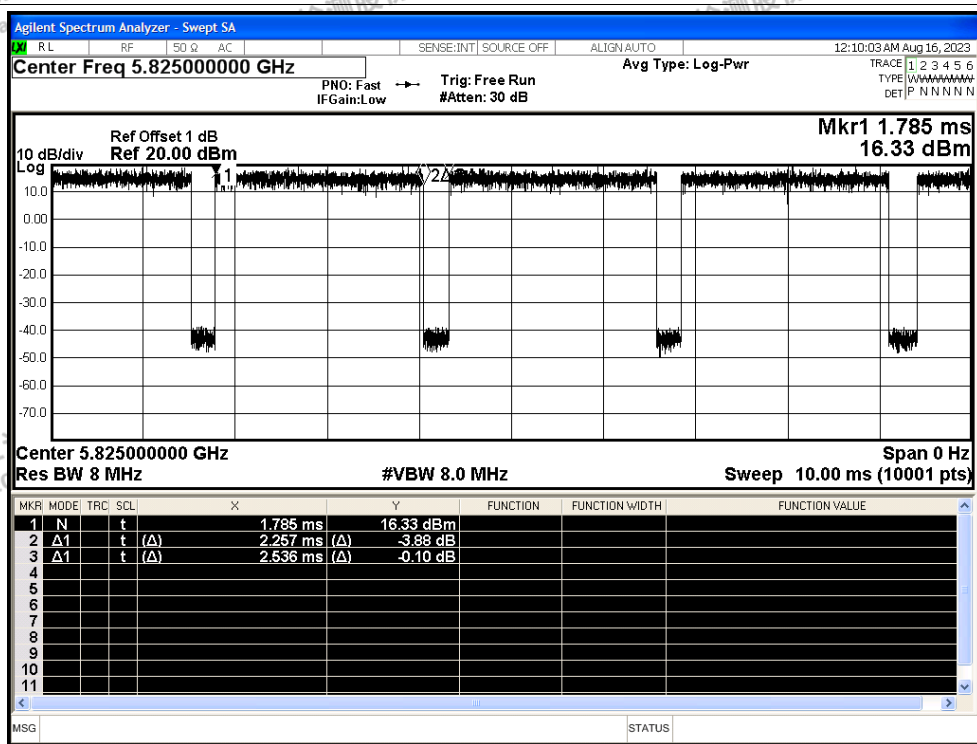 Agilent Spectrum Analyzer - Swept SA
LXI RL RF 50 Ω AC SENSE:INT SOURCE OFF ALIGN AUTO 12:10:03 AM Aug 16, 2023
Center Freq 5.825000000 GHz
PNO: Fast
IFGain:Low
Trig: Free Run
#Atten: 30 dB
Avg Type: Log-Pwr
TRACE 1 2 3 4 5 6
TYPE
DET P N N N N N
Mkr1 1.785 ms
16.33 dBm
Ref Offset 1 dB
10 dB/div Ref 20.00 dBm
Log
10.0
0.00
-10.0
-20.0
-30.0
-40.0
-50.0
-60.0
-70.0
1
2Δ
Center 5.825000000 GHz Span 0 Hz
Res BW 8 MHz #VBW 8.0 MHz Sweep 10.00 ms (10001 pts)
MKR MODE TRC SCL X Y FUNCTION FUNCTION WIDTH FUNCTION VALUE
1 N t 1.785 ms 16.33 dBm
2 Δ1 t (Δ) 2.257 ms (Δ) -3.88 dB
3 Δ1 t (Δ) 2.536 ms (Δ) -0.10 dB
4
5
6
7
8
9
10
11
MSG STATUS